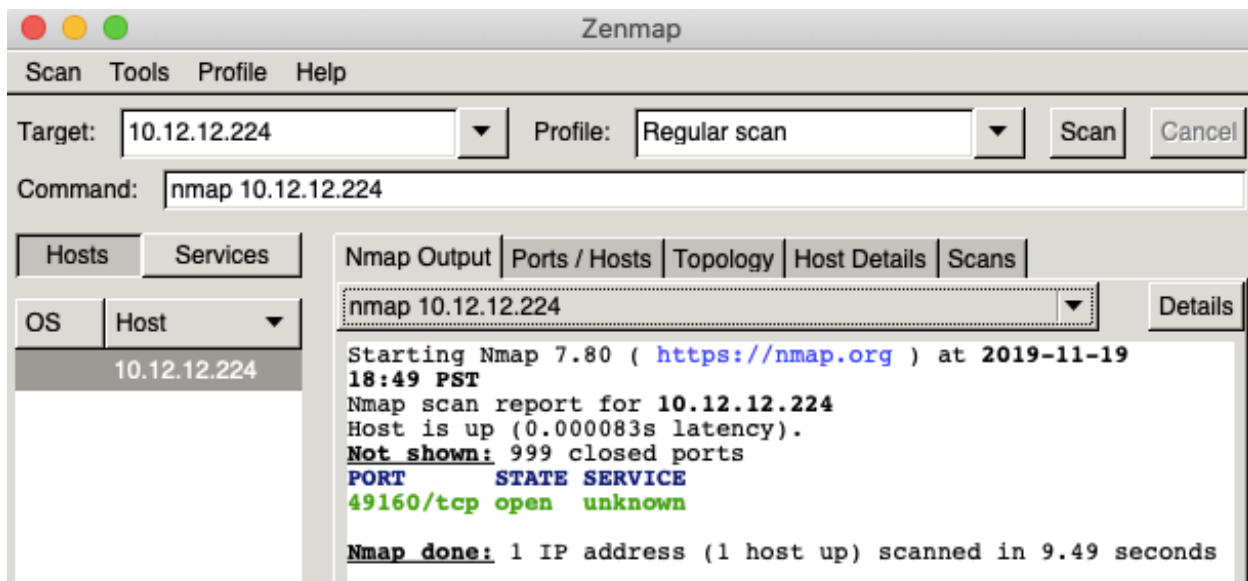 Zenmap
Scan Tools Profile Help
Target: 10.12.12.224 Profile: Regular scan Scan Cancel
Command: nmap 10.12.12.224
Hosts Services
Nmap Output Ports / Hosts Topology Host Details Scans
OS Host
nmap 10.12.12.224 Details
10.12.12.224
Starting Nmap 7.80 ( https://nmap.org ) at 2019-11-19
18:49 PST
Nmap scan report for 10.12.12.224
Host is up (0.000083s latency).
Not shown: 999 closed ports
PORT STATE SERVICE
49160/tcp open unknown
Nmap done: 1 IP address (1 host up) scanned in 9.49 seconds